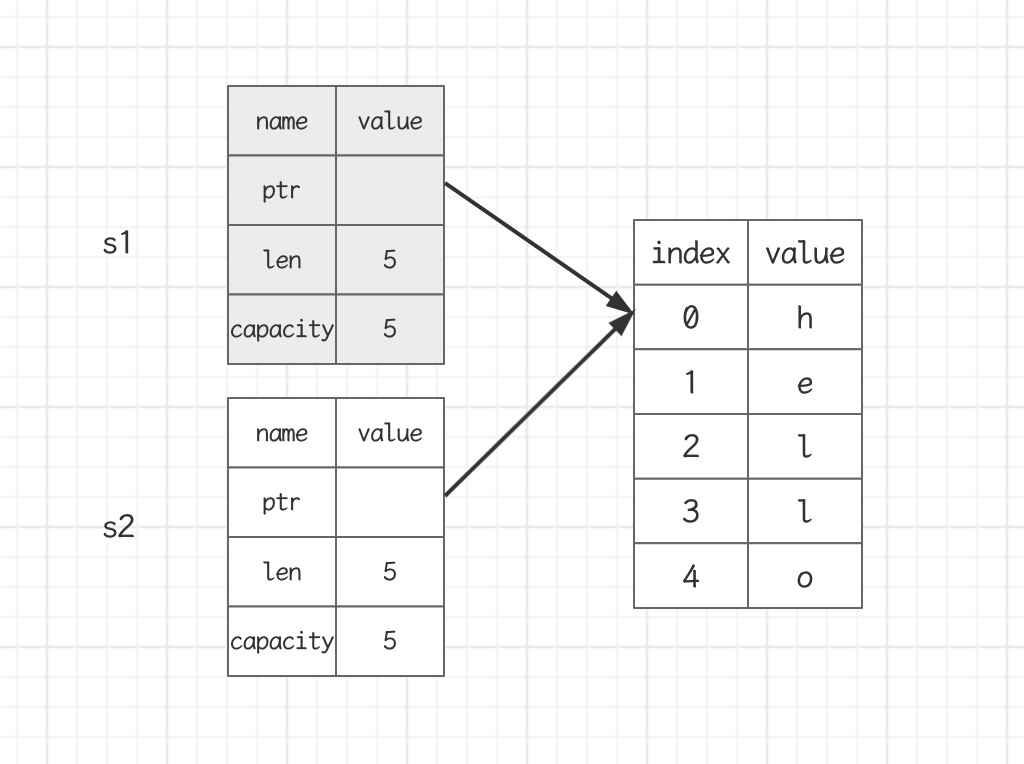 s1
name value
ptr
len 5
capacity 5
s2
name value
ptr
len 5
capacity 5
index value
0 h
1 e
2 l
3 l
4 o